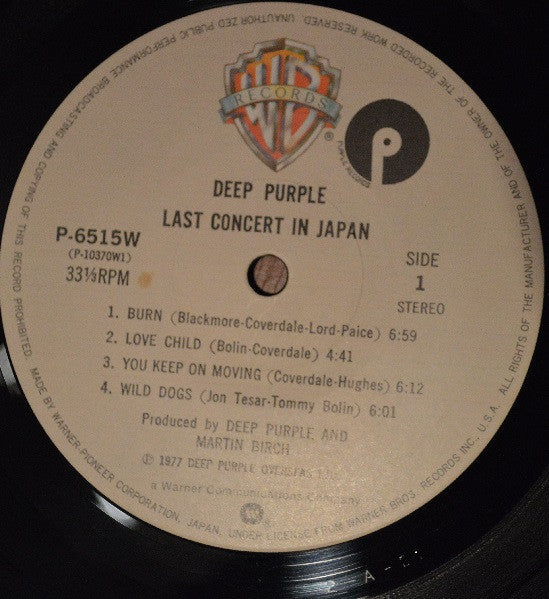 UNAUTHORIZED PUBLIC PERFORMANCE BROADCASTING AND COPYING OF THIS RECORD PROHIBITED.
ALL RIGHTS OF THE MANUFACTURER AND OF THE OWNER OF THE RECORDED WORK RESERVED.
WB
RECORDS
®
P
PURPLE RECORDS
DEEP PURPLE
LAST CONCERT IN JAPAN
P-6515W
(P-10370W1)
33⅓RPM
SIDE
1
STEREO
1. BURN (Blackmore-Coverdale-Lord-Paice) 6:59
2. LOVE CHILD (Bolin-Coverdale) 4:41
3. YOU KEEP ON MOVING (Coverdale-Hughes) 6:12
4. WILD DOGS (Jon Tesar-Tommy Bolin) 6:01
Produced by DEEP PURPLE AND
MARTIN BIRCH
Ⓟ 1977 DEEP PURPLE OVERSEAS
a Warner Communications Company
MADE BY WARNER-PIONEER CORPORATION, JAPAN, UNDER LICENSE FROM WARNER BROS. RECORDS INC., U.S.A.
2 A-